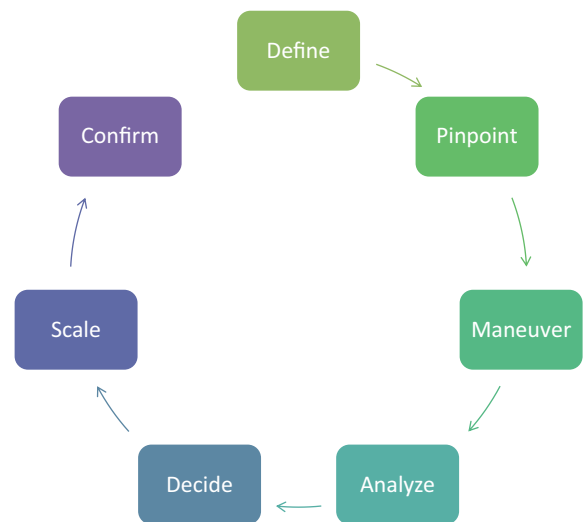 Define
Pinpoint
Maneuver
Analyze
Decide
Scale
Confirm